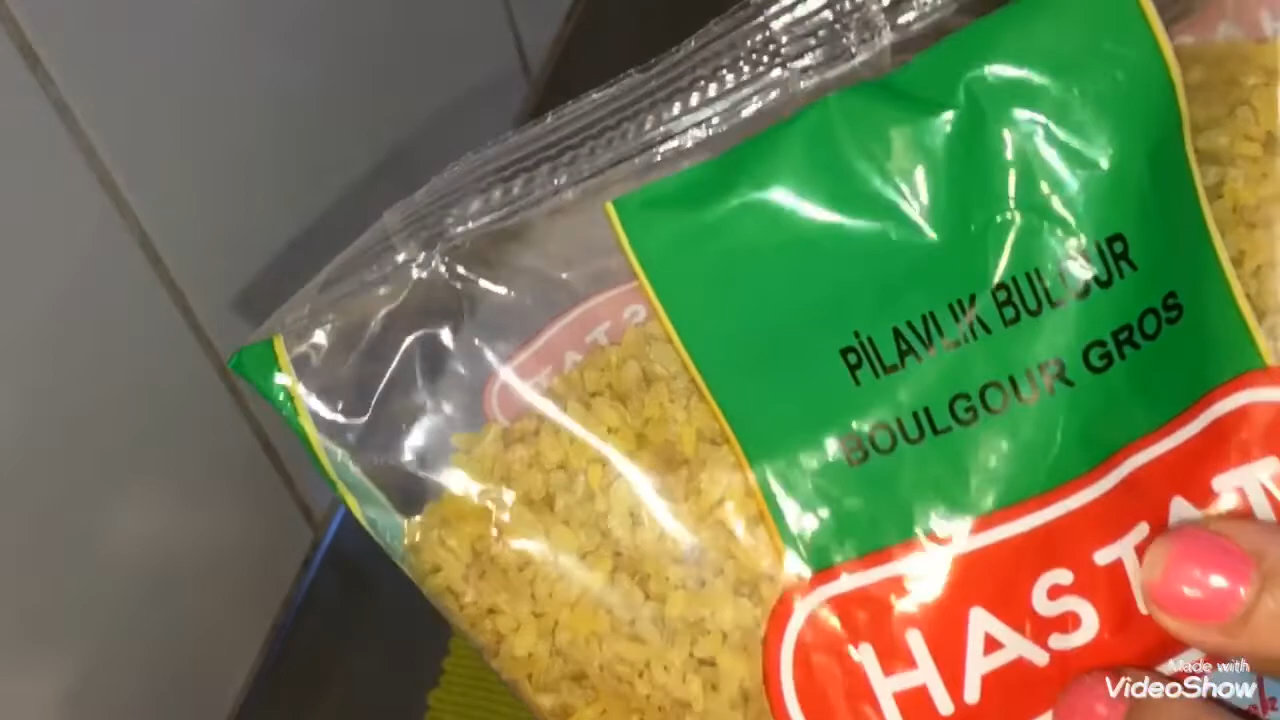 PİLAVLIK BULGUR
BOULGOUR GROS
HAS TAT
Made with
VideoShow